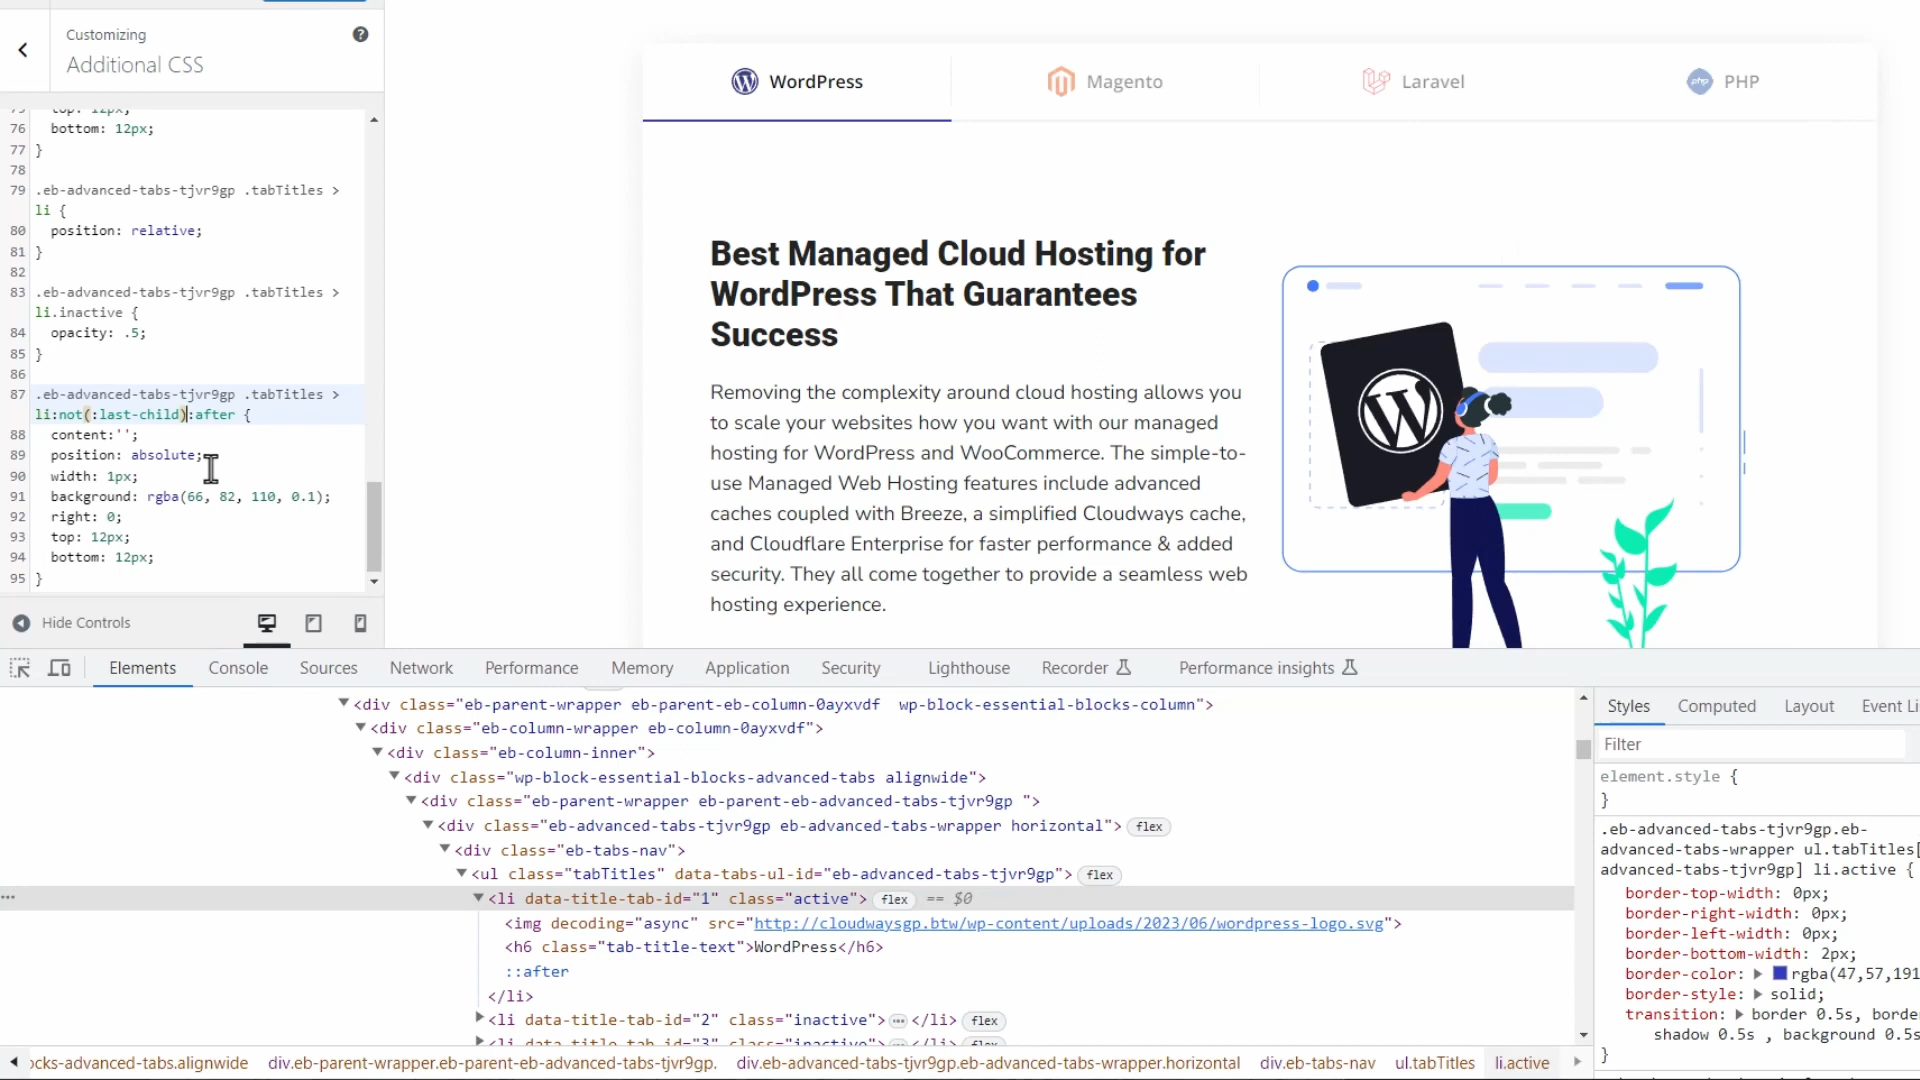 Customizing
Additional CSS
76 bottom: 12px;
77 }
78
79 .eb-advanced-tabs-tjvr9gp .tabTitles >
li {
80 position: relative;
81 }
82
83 .eb-advanced-tabs-tjvr9gp .tabTitles >
li.inactive {
84 opacity: .5;
85 }
86
87 .eb-advanced-tabs-tjvr9gp .tabTitles >
li:not(:last-child):after {
88 content:'';
89 position: absolute;
90 width: 1px;
91 background: rgba(66, 82, 110, 0.1);
92 right: 0;
93 top: 12px;
94 bottom: 12px;
95 }
Hide Controls
WordPress Magento Laravel php PHP
Best Managed Cloud Hosting for
WordPress That Guarantees
Success
Removing the complexity around cloud hosting allows you
to scale your websites how you want with our managed
hosting for WordPress and WooCommerce. The simple-to-
use Managed Web Hosting features include advanced
caches coupled with Breeze, a simplified Cloudways cache,
and Cloudflare Enterprise for faster performance & added
security. They all come together to provide a seamless web
hosting experience.
Elements Console Sources Network Performance Memory Application Security Lighthouse Recorder Performance insights
<div class="eb-parent-wrapper eb-parent-eb-column-0ayxvdf  wp-block-essential-blocks-column">
<div class="eb-column-wrapper eb-column-0ayxvdf">
<div class="eb-column-inner">
<div class="wp-block-essential-blocks-advanced-tabs alignwide">
<div class="eb-parent-wrapper eb-parent-eb-advanced-tabs-tjvr9gp ">
<div class="eb-advanced-tabs-tjvr9gp eb-advanced-tabs-wrapper horizontal"> flex
<div class="eb-tabs-nav">
<ul class="tabTitles" data-tabs-ul-id="eb-advanced-tabs-tjvr9gp"> flex
<li data-title-tab-id="1" class="active"> flex == $0
<img decoding="async" src="http://cloudwaysgp.btw/wp-content/uploads/2023/06/wordpress-logo.svg">
<h6 class="tab-title-text">WordPress</h6>
::after
</li>
<li data-title-tab-id="2" class="inactive"> … </li> flex
ocks-advanced-tabs.alignwide div.eb-parent-wrapper.eb-parent-eb-advanced-tabs-tjvr9gp. div.eb-advanced-tabs-tjvr9gp.eb-advanced-tabs-wrapper.horizontal div.eb-tabs-nav ul.tabTitles li.active
Styles Computed Layout Event Li
Filter
element.style {
}
.eb-advanced-tabs-tjvr9gp.eb-
advanced-tabs-wrapper ul.tabTitles[
advanced-tabs-tjvr9gp] li.active {
border-top-width: 0px;
border-right-width: 0px;
border-left-width: 0px;
border-bottom-width: 2px;
border-color: rgba(47,57,191
border-style: solid;
transition: border 0.5s, borde
shadow 0.5s , background 0.5s
}